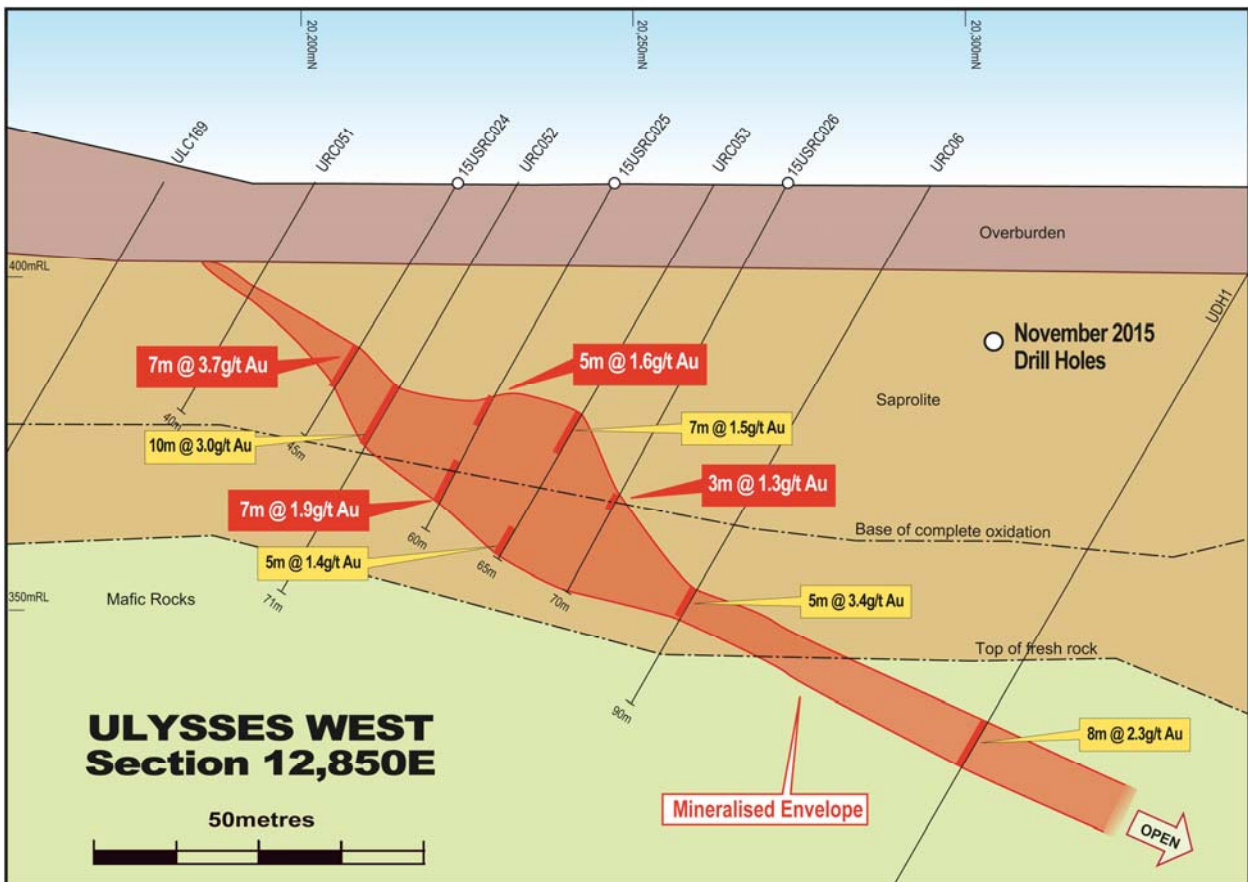 20,200mN
20,250mN
20,300mN
ULC169
URC051
15USRC024
URC052
15USRC025
URC053
15USRC026
URC06
Overburden
400mRL
UDH1
November 2015
Drill Holes
7m @ 3.7g/t Au
5m @ 1.6g/t Au
Saprolite
40m
45m
10m @ 3.0g/t Au
7m @ 1.5g/t Au
3m @ 1.3g/t Au
7m @ 1.9g/t Au
60m
Base of complete oxidation
5m @ 1.4g/t Au
65m
71m
70m
Mafic Rocks
350mRL
5m @ 3.4g/t Au
Top of fresh rock
90m
ULYSSES WEST
Section 12,850E
8m @ 2.3g/t Au
Mineralised Envelope
50metres
OPEN